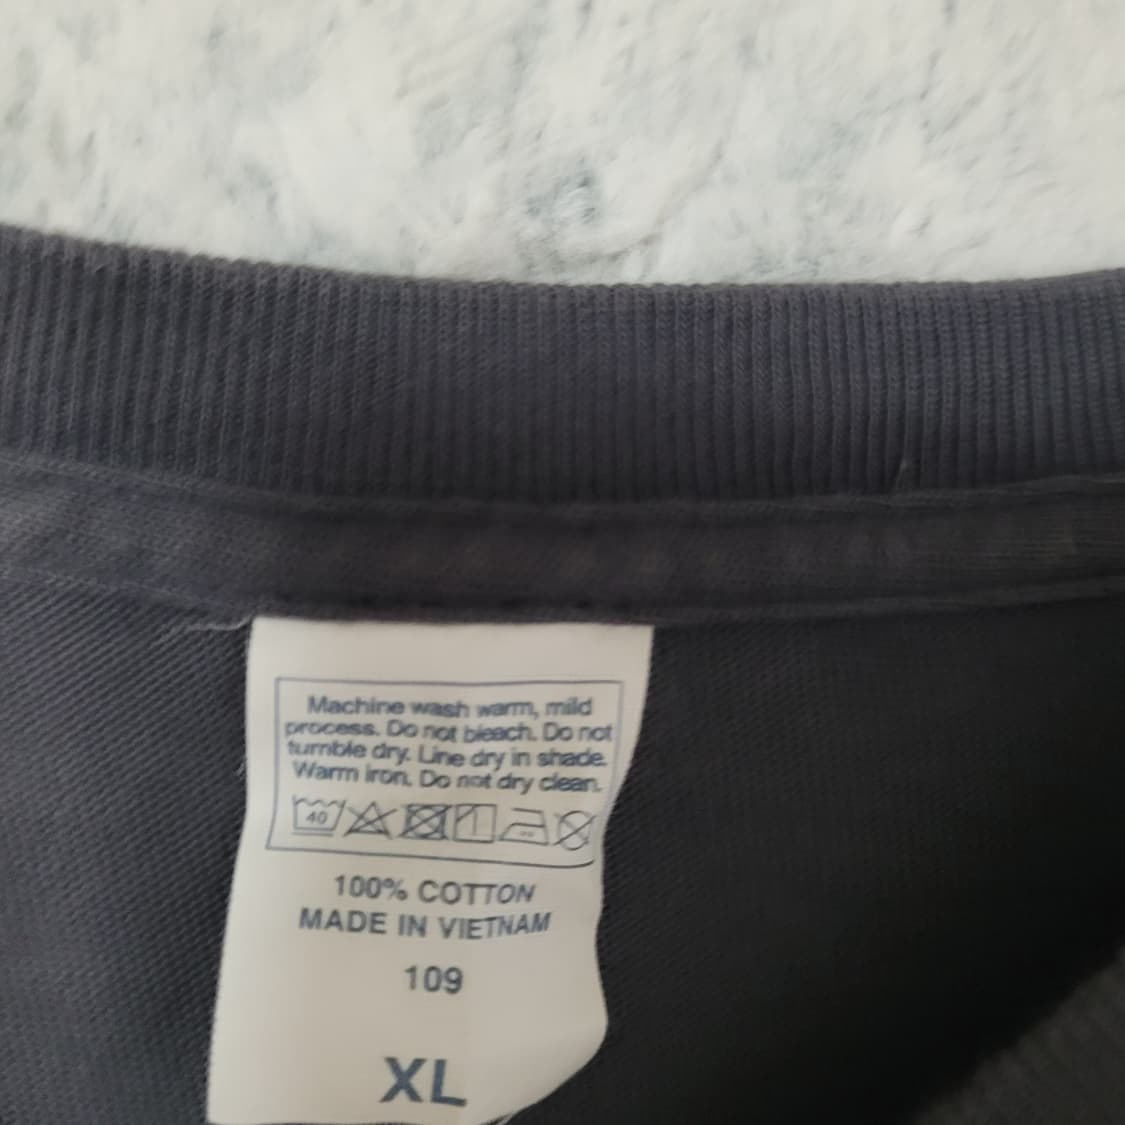 Machine wash warm, mild
process. Do not bleach. Do not
tumble dry. Line dry in shade.
Warm iron. Do not dry clean.
40
100% COTTON
MADE IN VIETNAM
109
XL